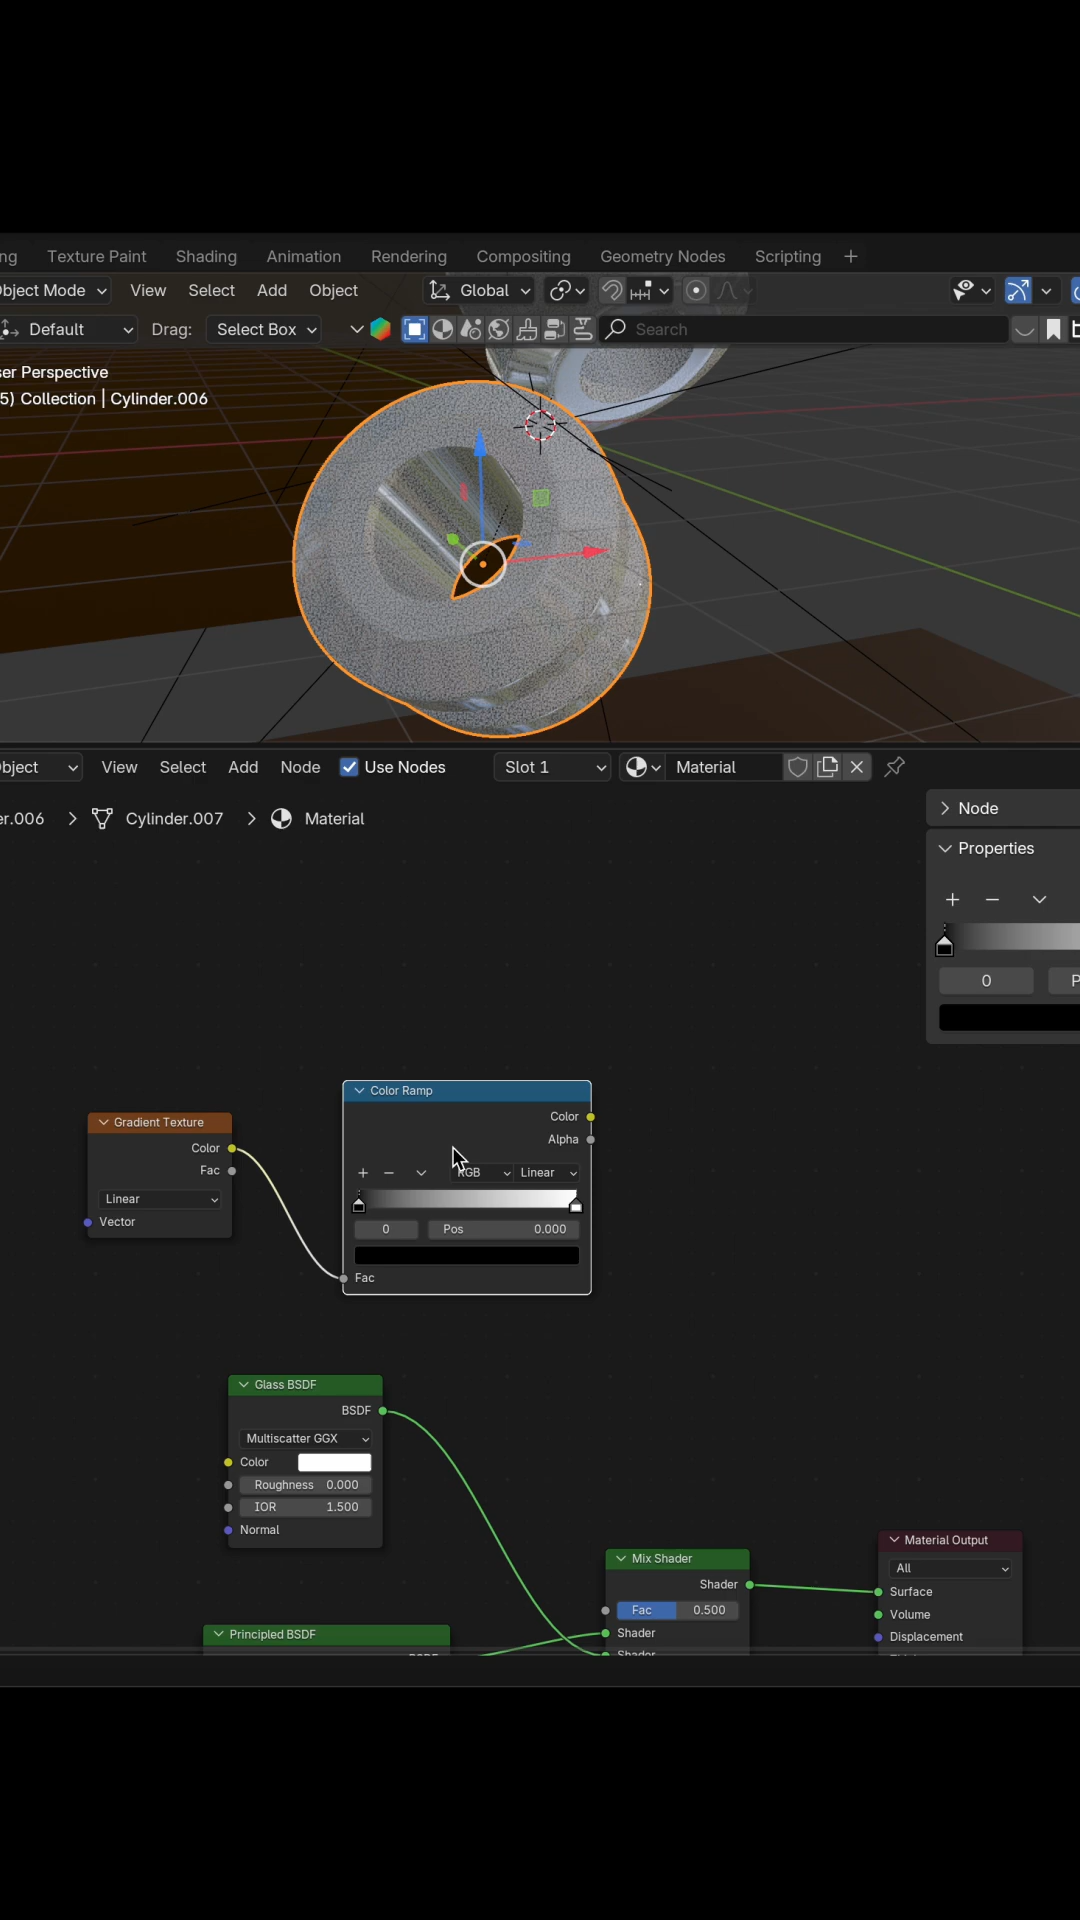 ng Texture Paint Shading Animation Rendering Compositing Geometry Nodes Scripting +
bject Mode View Select Add Object Global
Default Drag: Select Box Search
ser Perspective
5) Collection | Cylinder.006
bject View Select Add Node Use Nodes Slot 1 Material
er.006 > Cylinder.007 > Material
Node
Properties
0 P
Color Ramp
Color
Alpha
RGB Linear
0 Pos 0.000
Fac
Gradient Texture
Color
Fac
Linear
Vector
Glass BSDF
BSDF
Multiscatter GGX
Color
Roughness 0.000
IOR 1.500
Normal
Principled BSDF
Mix Shader
Shader
Fac 0.500
Shader
Shader
Material Output
All
Surface
Volume
Displacement